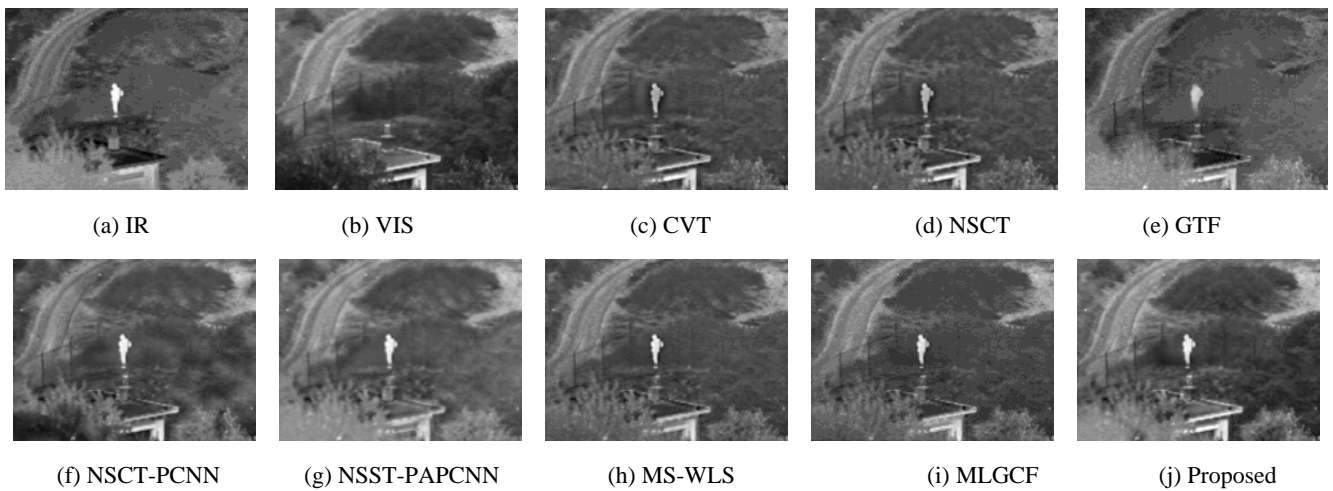 (a) IR (b) VIS (c) CVT (d) NSCT (e) GTF
(f) NSCT-PCNN (g) NSST-PAPCNN (h) MS-WLS (i) MLGCF (j) Proposed